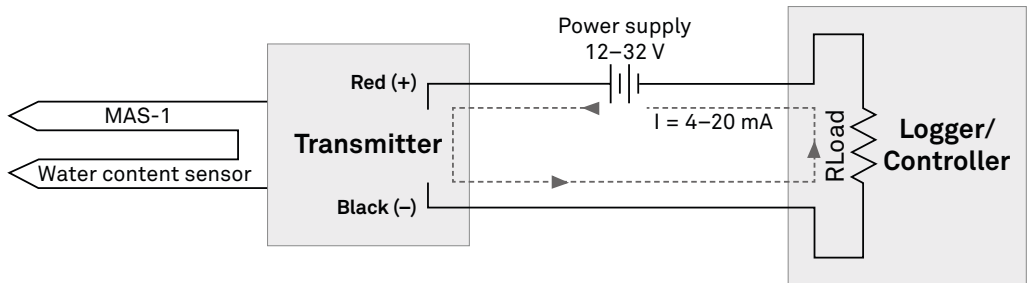 Power supply
12–32 V
Red (+)
MAS-1
I = 4–20 mA
Transmitter
RLoad
Logger/
Controller
Water content sensor
Black (–)